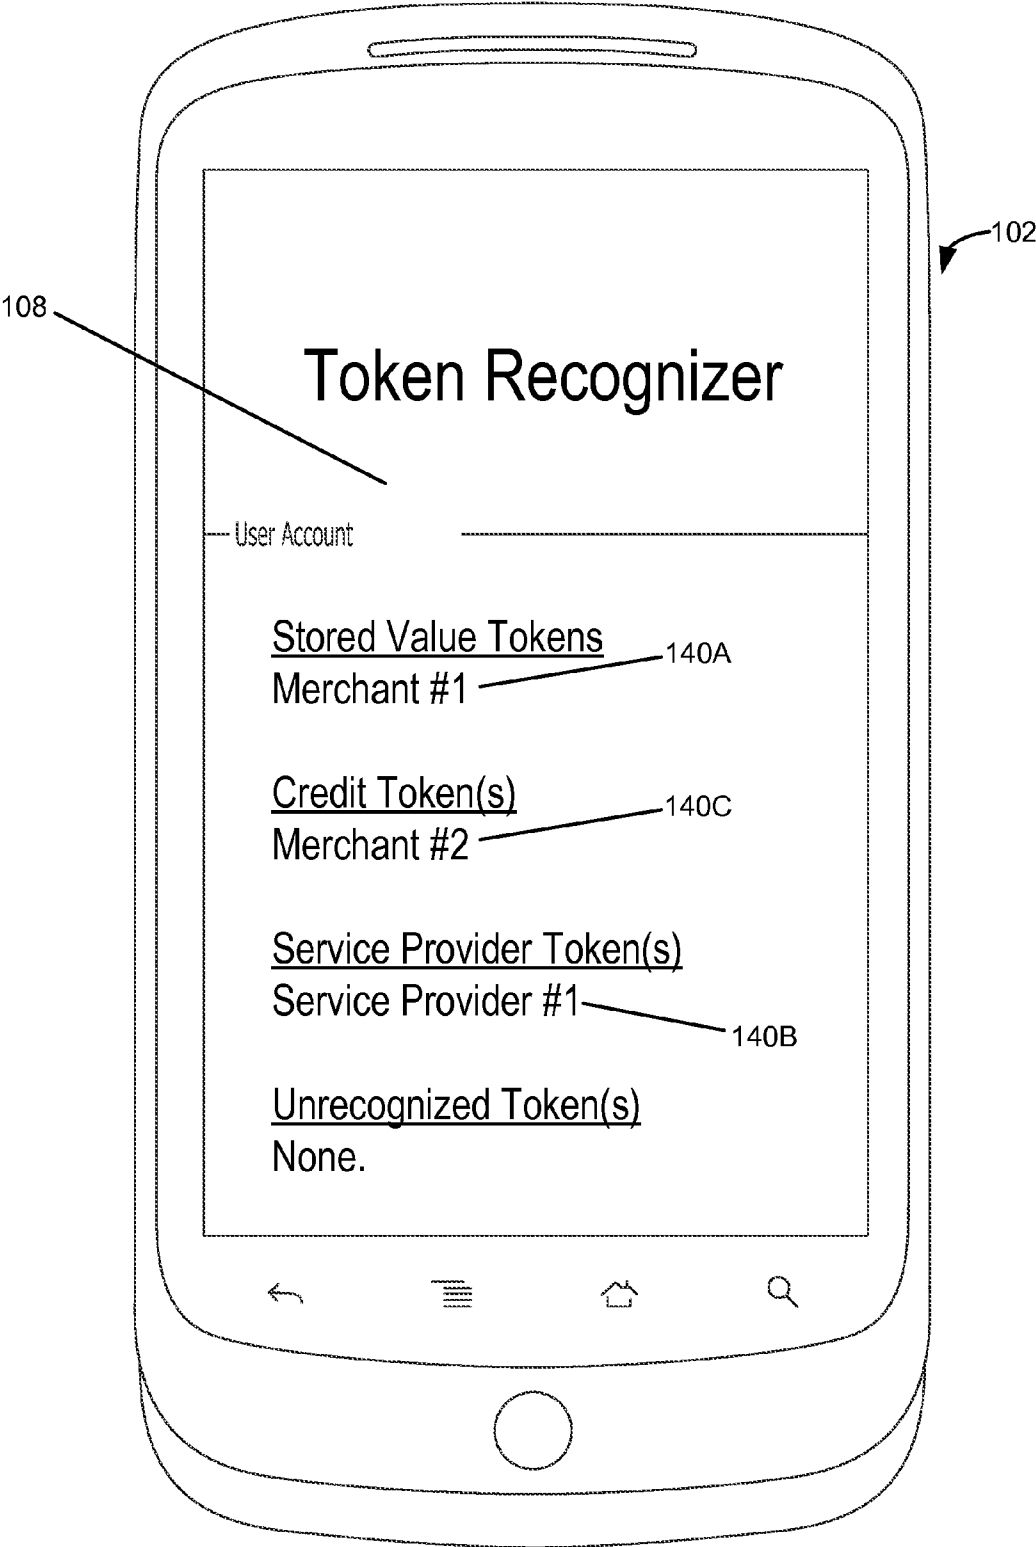 102
108
Token Recognizer
User Account
Stored Value Tokens
140A
Merchant #1
Credit Token(s)
140C
Merchant #2
Service Provider Token(s)
Service Provider #1
140B
Unrecognized Token(s)
None.